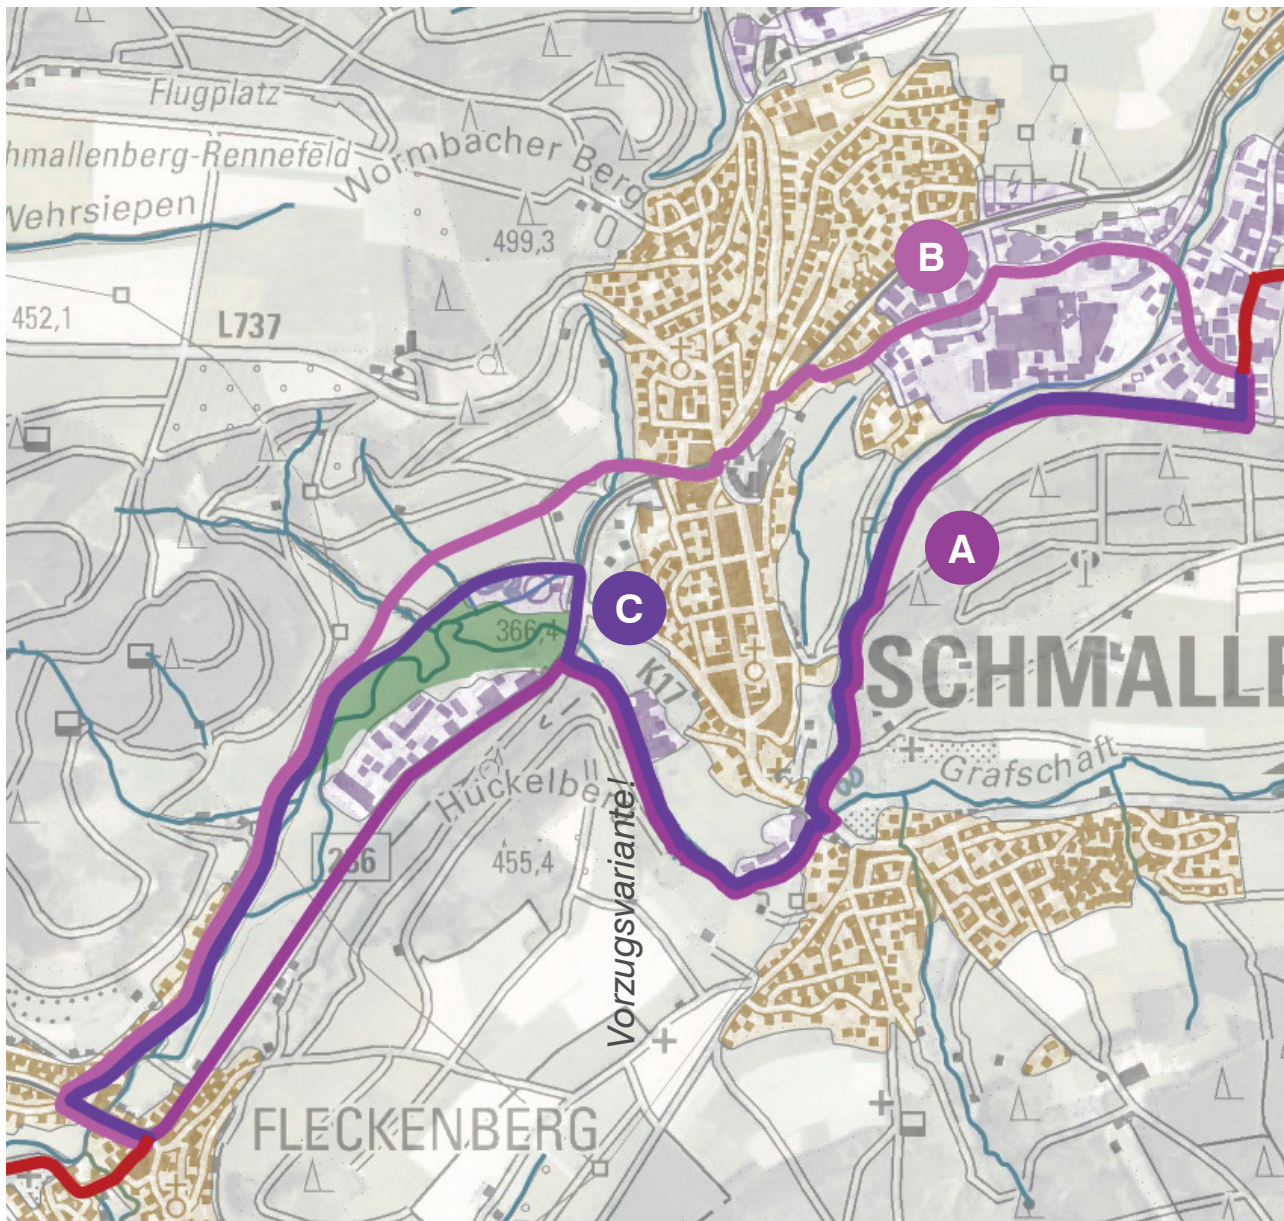 Flugplatz
hmallenberg-Rennefeld
Wormbacher Berg
Wehrsiepen
499,3
B
452,1
L737
A
C
366,4
K17
SCHMALLE
Grafschaft
Hückelbe
455,4
Vorzugsvariante!
FLECKENBERG